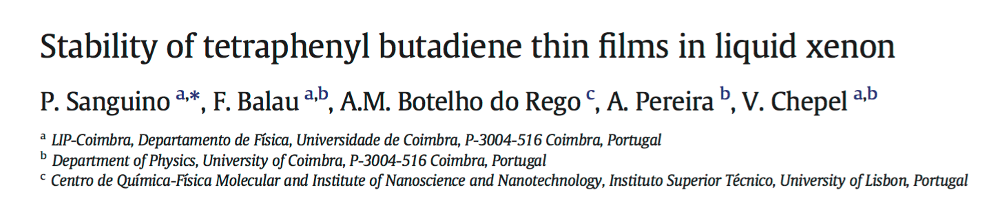 Stability of tetraphenyl butadiene thin films in liquid xenon
P. Sanguino a,*, F. Balau a,b, A.M. Botelho do Rego c, A. Pereira b, V. Chepel a,b
a LIP-Coimbra, Departamento de Física, Universidade de Coimbra, P-3004-516 Coimbra, Portugal
b Department of Physics, University of Coimbra, P-3004-516 Coimbra, Portugal
c Centro de Química-Física Molecular and Institute of Nanoscience and Nanotechnology, Instituto Superior Técnico, University of Lisbon, Portugal